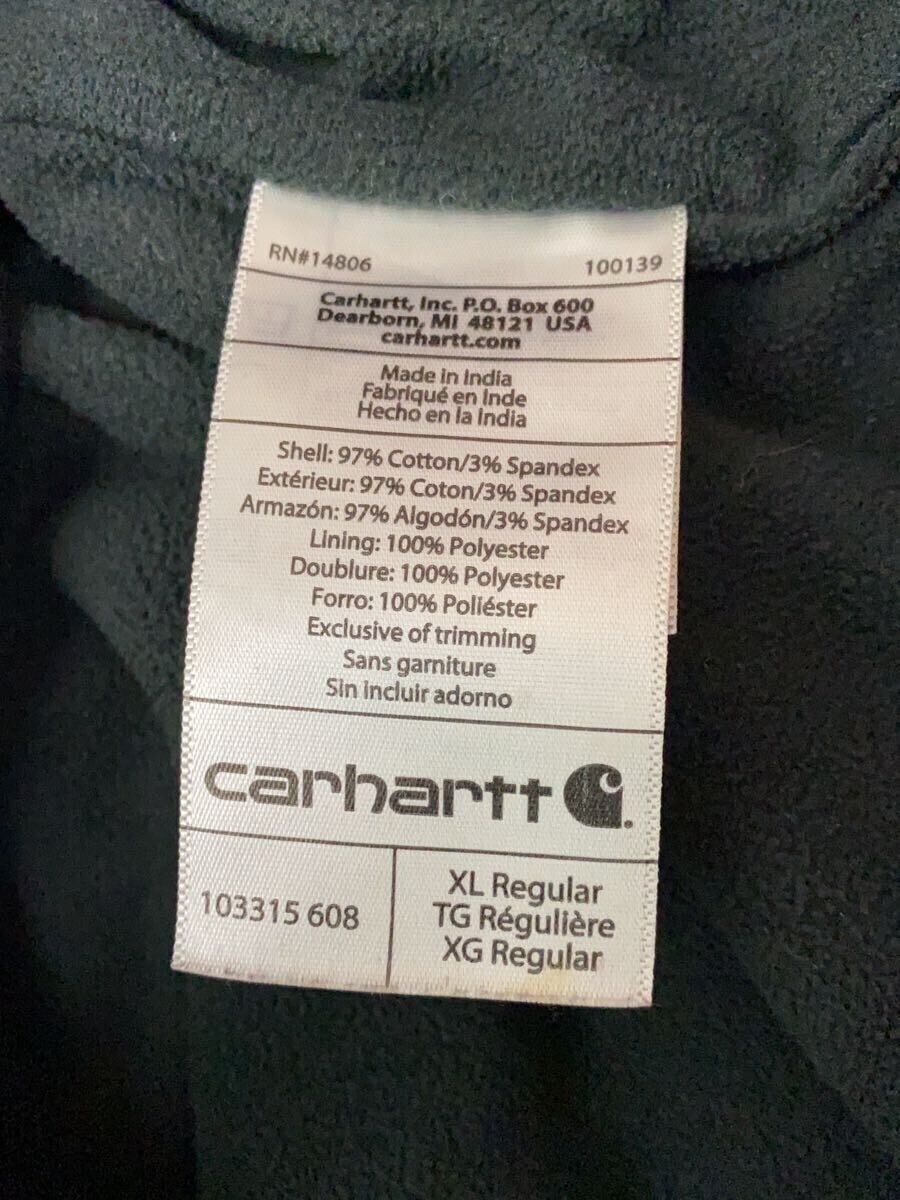 RN#14806 100139
Carhartt, Inc. P.O. Box 600
Dearborn, MI 48121 USA
carhartt.com
Made in India
Fabriqué en Inde
Hecho en la India
Shell: 97% Cotton/3% Spandex
Extérieur: 97% Coton/3% Spandex
Armazón: 97% Algodón/3% Spandex
Lining: 100% Polyester
Doublure: 100% Polyester
Forro: 100% Poliéster
Exclusive of trimming
Sans garniture
Sin incluir adorno
carhartt
103315 608
XL Regular
TG Régulière
XG Regular